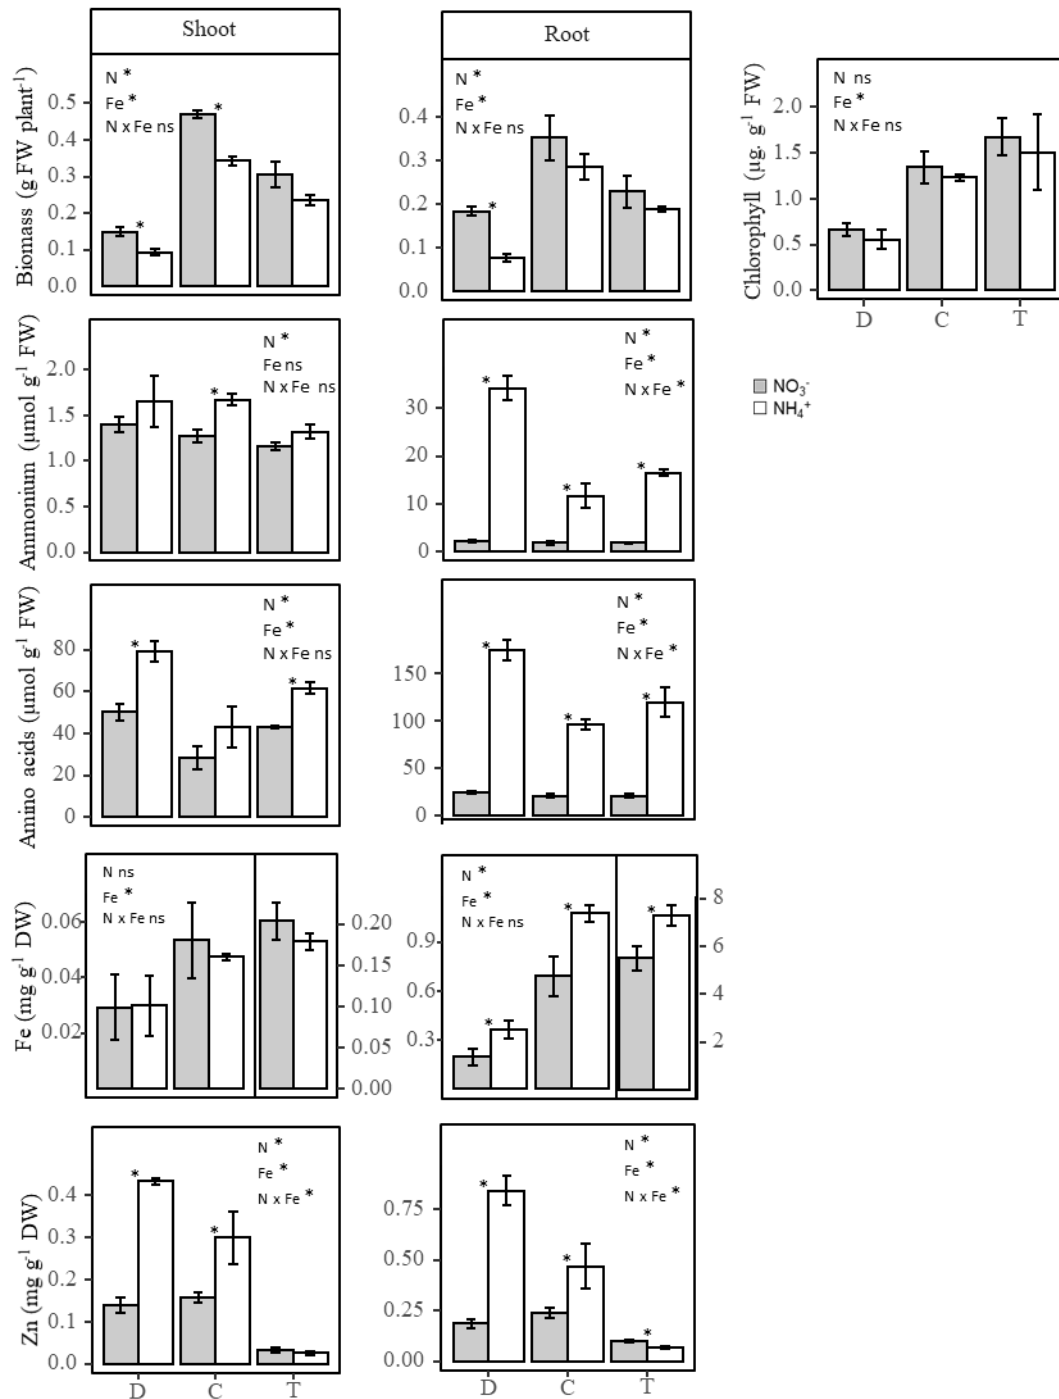 Shoot
Root
Biomass (g FW plant⁻¹)
N *
Fe *
N x Fe ns
0.5
0.4
0.3
0.2
0.1
0.0
*
*
N *
Fe *
N x Fe ns
0.4
0.3
0.2
0.1
0.0
*
Chlorophyll (µg. g⁻¹ FW)
N ns
Fe *
N x Fe ns
2.0
1.5
1.0
0.5
0.0
D C T
NO₃⁻
NH₄⁺
Ammonium (µmol g⁻¹ FW)
N *
Fe ns
N x Fe ns
2.0
1.5
1.0
0.5
0.0
*
N *
Fe *
N x Fe *
30
20
10
0
* * *
Amino acids (µmol g⁻¹ FW)
N *
Fe *
N x Fe ns
80
60
40
20
0
* *
N *
Fe *
N x Fe *
150
100
50
0
* * *
Fe (mg g⁻¹ DW)
N ns
Fe *
N x Fe ns
0.06
0.04
0.02
0.20
0.15
0.10
0.05
0.00
N *
Fe *
N x Fe ns
0.9
0.6
0.3
8
6
4
2
* * *
Zn (mg g⁻¹ DW)
N *
Fe *
N x Fe *
0.4
0.3
0.2
0.1
0.0
* *
D C T
N *
Fe *
N x Fe *
0.75
0.50
0.25
0.00
* * *
D C T